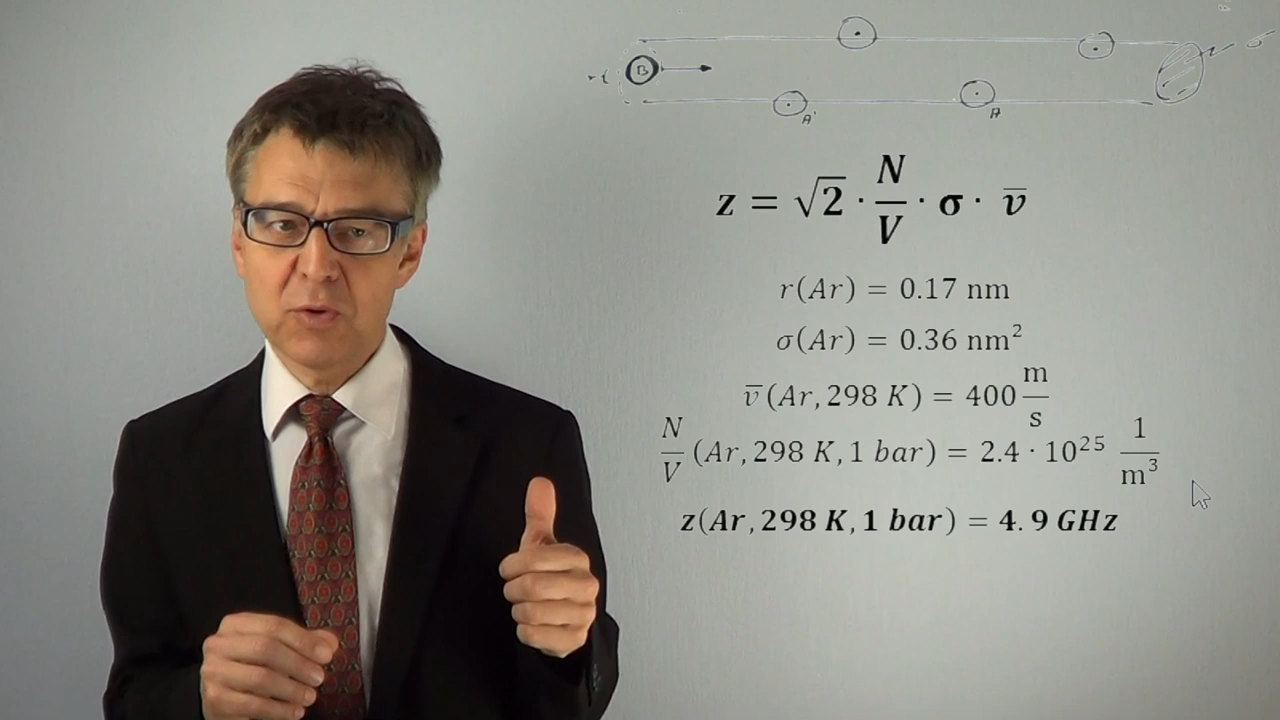 B
σ
A
A
z = √2 · N/V · σ · v̅
r(Ar) = 0.17 nm
σ(Ar) = 0.36 nm²
v̅(Ar, 298 K) = 400 m/s
N/V (Ar, 298 K, 1 bar) = 2.4 · 10²⁵ 1/m³
z(Ar, 298 K, 1 bar) = 4.9 GHz